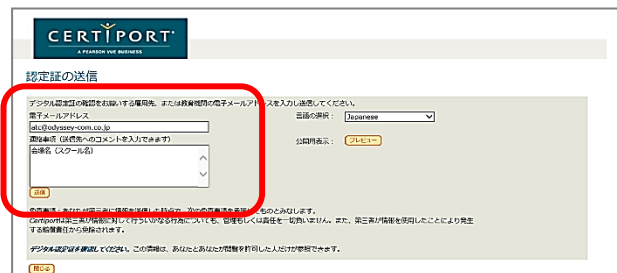 CERTIPORT
A PEARSON VUE BUSINESS
認定証の送信
デジタル認定証の確認をお願いする雇用先、または教育機関の電子メールアドレスを入力し送信してください。
電子メールアドレス
言語の選択: Japanese
atc@odyssey-com.co.jp
連絡事項(送信先へのコメントを入力できます)
公開用表示: プレビュー
会場名(スクール名)
送信
Certiportは第三者が情報に対して行ういかなる行為についても、管理もしくは責任を一切負いません。また、第三者が情報を使用したことにより発生
する賠償責任から免除されます。
デジタル認定証を確認してください。この情報は、あなたとあなたが閲覧を許可した人だけが参照できます。
閉じる